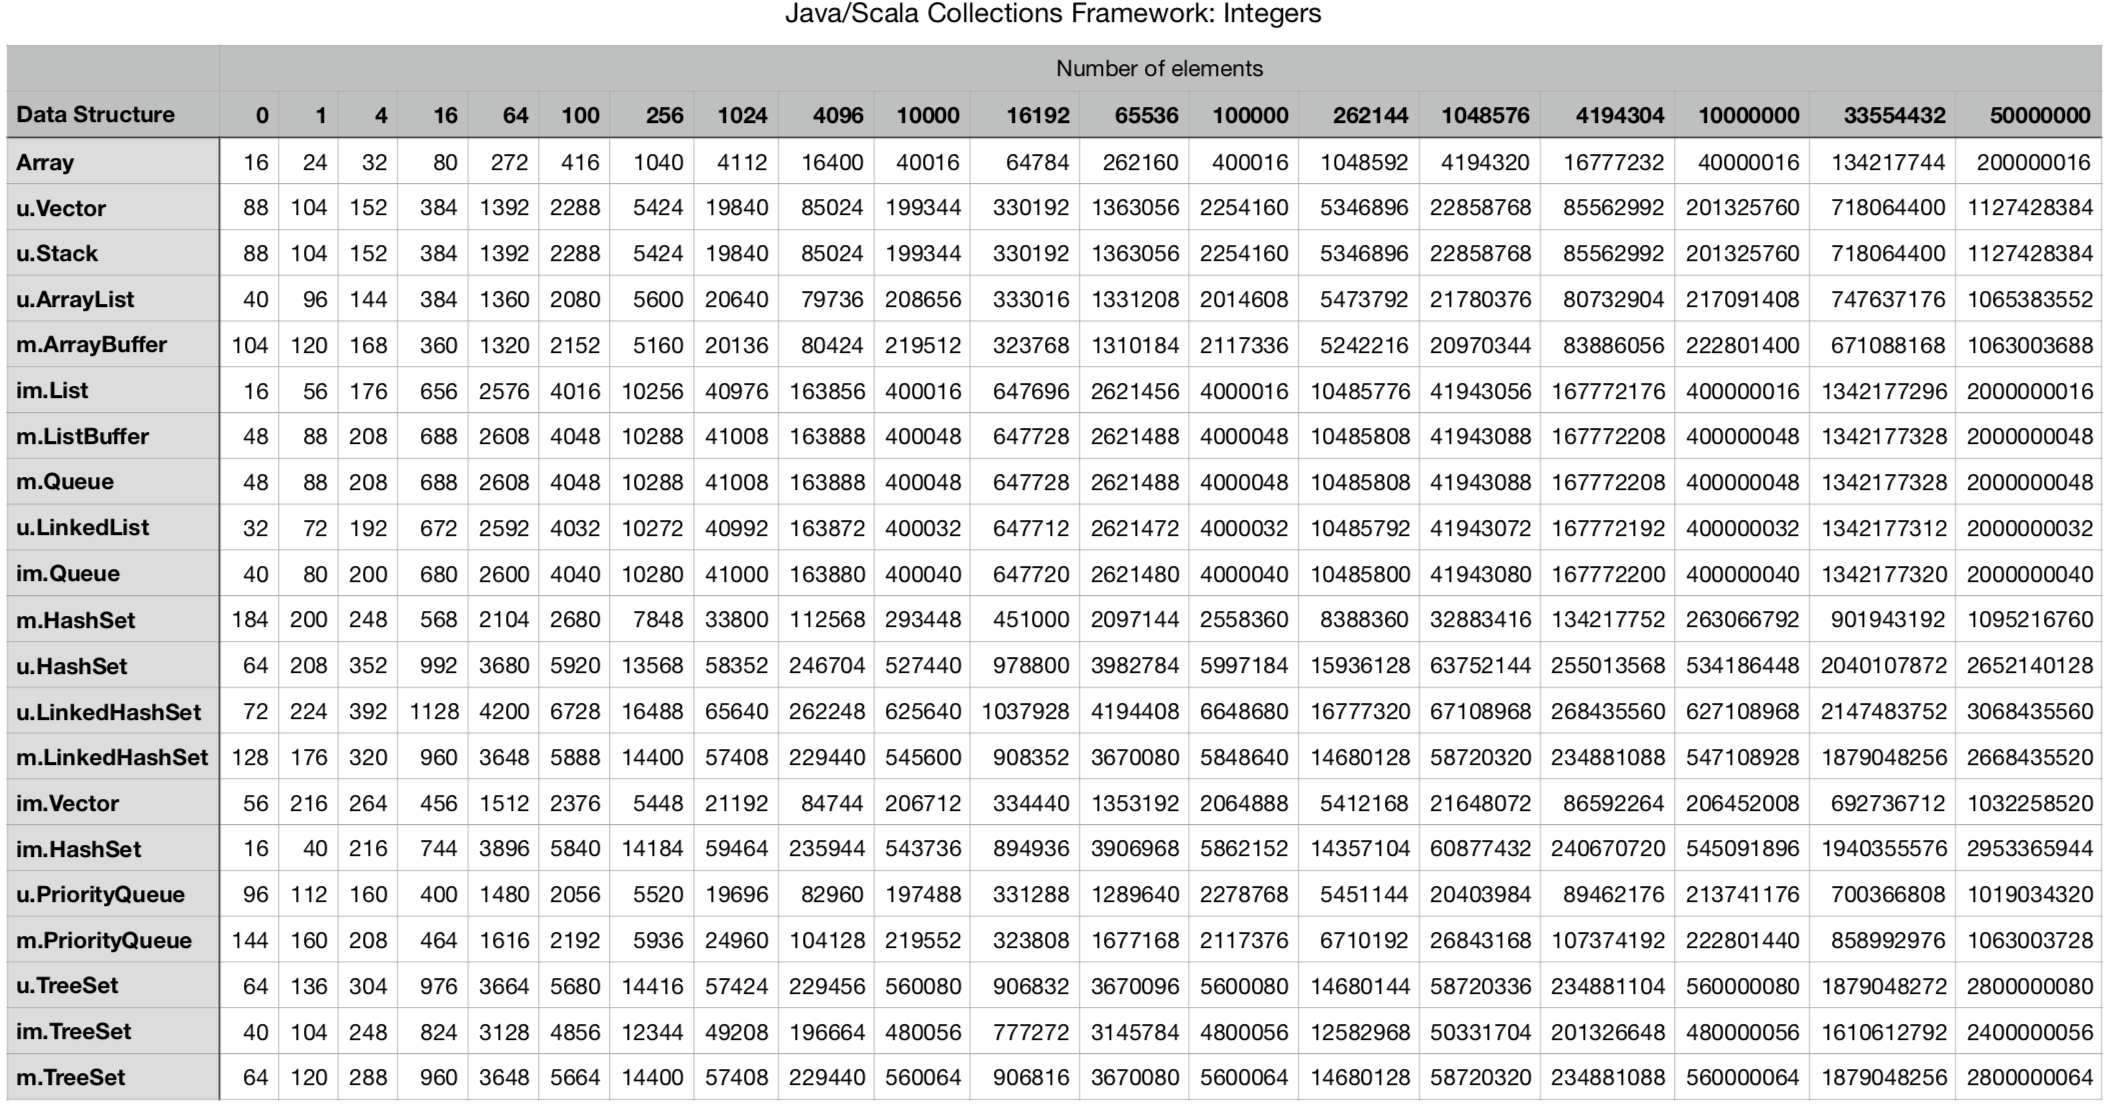 Java/Scala Collections Framework: Integers
Number of elements
Data Structure 0 1 4 16 64 100 256 1024 4096 10000 16192 65536 100000 262144 1048576 4194304 10000000 33554432 50000000
Array 16 24 32 80 272 416 1040 4112 16400 40016 64784 262160 400016 1048592 4194320 16777232 40000016 134217744 200000016
u.Vector 88 104 152 384 1392 2288 5424 19840 85024 199344 330192 1363056 2254160 5346896 22858768 85562992 201325760 718064400 1127428384
u.Stack 88 104 152 384 1392 2288 5424 19840 85024 199344 330192 1363056 2254160 5346896 22858768 85562992 201325760 718064400 1127428384
u.ArrayList 40 96 144 384 1360 2080 5600 20640 79736 208656 333016 1331208 2014608 5473792 21780376 80732904 217091408 747637176 1065383552
m.ArrayBuffer 104 120 168 360 1320 2152 5160 20136 80424 219512 323768 1310184 2117336 5242216 20970344 83886056 222801400 671088168 1063003688
im.List 16 56 176 656 2576 4016 10256 40976 163856 400016 647696 2621456 4000016 10485776 41943056 167772176 400000016 1342177296 2000000016
m.ListBuffer 48 88 208 688 2608 4048 10288 41008 163888 400048 647728 2621488 4000048 10485808 41943088 167772208 400000048 1342177328 2000000048
m.Queue 48 88 208 688 2608 4048 10288 41008 163888 400048 647728 2621488 4000048 10485808 41943088 167772208 400000048 1342177328 2000000048
u.LinkedList 32 72 192 672 2592 4032 10272 40992 163872 400032 647712 2621472 4000032 10485792 41943072 167772192 400000032 1342177312 2000000032
im.Queue 40 80 200 680 2600 4040 10280 41000 163880 400040 647720 2621480 4000040 10485800 41943080 167772200 400000040 1342177320 2000000040
m.HashSet 184 200 248 568 2104 2680 7848 33800 112568 293448 451000 2097144 2558360 8388360 32883416 134217752 263066792 901943192 1095216760
u.HashSet 64 208 352 992 3680 5920 13568 58352 246704 527440 978800 3982784 5997184 15936128 63752144 255013568 534186448 2040107872 2652140128
u.LinkedHashSet 72 224 392 1128 4200 6728 16488 65640 262248 625640 1037928 4194408 6648680 16777320 67108968 268435560 627108968 2147483752 3068435560
m.LinkedHashSet 128 176 320 960 3648 5888 14400 57408 229440 545600 908352 3670080 5848640 14680128 58720320 234881088 547108928 1879048256 2668435520
im.Vector 56 216 264 456 1512 2376 5448 21192 84744 206712 334440 1353192 2064888 5412168 21648072 86592264 206452008 692736712 1032258520
im.HashSet 16 40 216 744 3896 5840 14184 59464 235944 543736 894936 3906968 5862152 14357104 60877432 240670720 545091896 1940355576 2953365944
u.PriorityQueue 96 112 160 400 1480 2056 5520 19696 82960 197488 331288 1289640 2278768 5451144 20403984 89462176 213741176 700366808 1019034320
m.PriorityQueue 144 160 208 464 1616 2192 5936 24960 104128 219552 323808 1677168 2117376 6710192 26843168 107374192 222801440 858992976 1063003728
u.TreeSet 64 136 304 976 3664 5680 14416 57424 229456 560080 906832 3670096 5600080 14680144 58720336 234881104 560000080 1879048272 2800000080
im.TreeSet 40 104 248 824 3128 4856 12344 49208 196664 480056 777272 3145784 4800056 12582968 50331704 201326648 480000056 1610612792 2400000056
m.TreeSet 64 120 288 960 3648 5664 14400 57408 229440 560064 906816 3670080 5600064 14680128 58720320 234881088 560000064 1879048256 2800000064